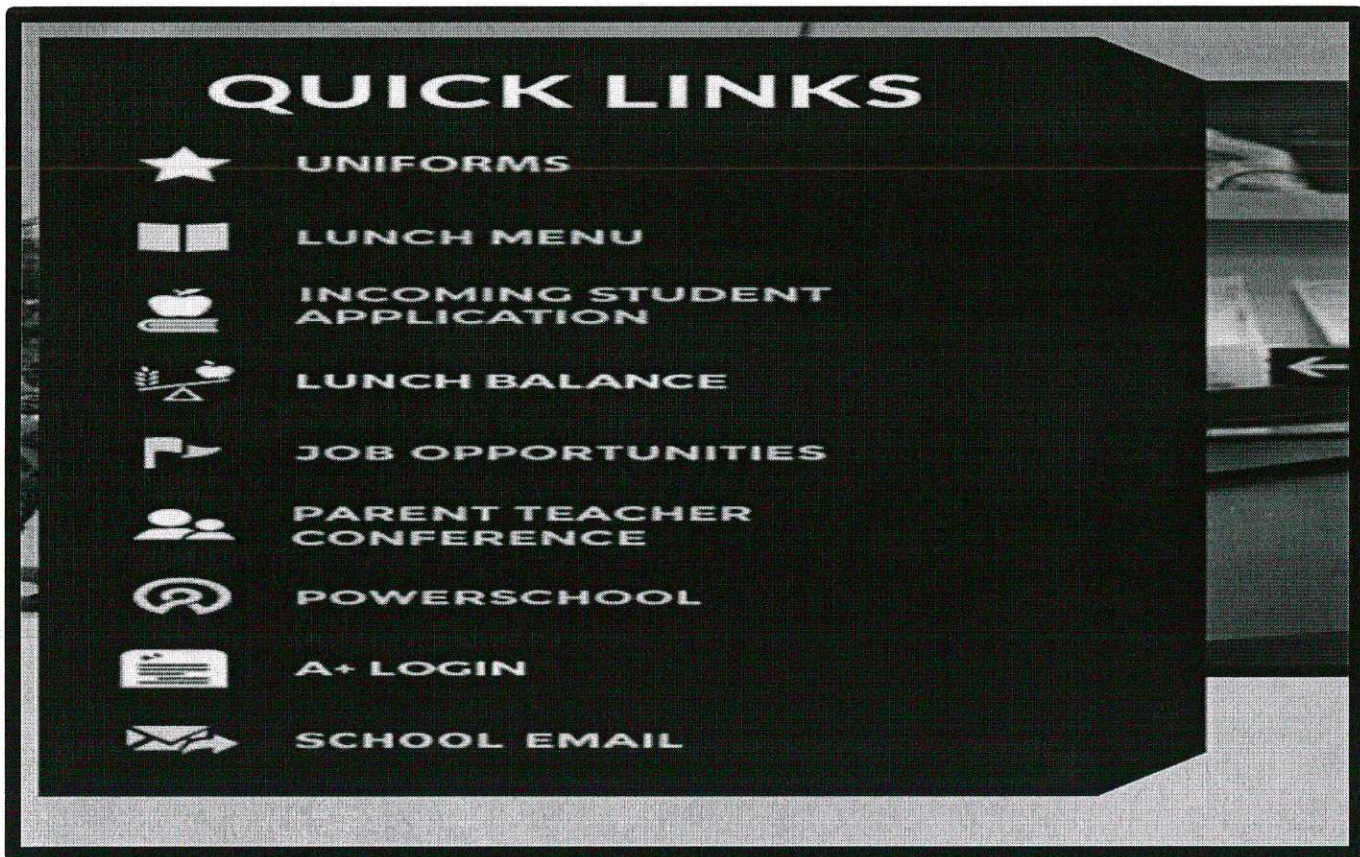 QUICK LINKS
UNIFORMS
LUNCH MENU
INCOMING STUDENT
APPLICATION
LUNCH BALANCE
JOB OPPORTUNITIES
PARENT TEACHER
CONFERENCE
POWERSCHOOL
A+ LOGIN
SCHOOL EMAIL